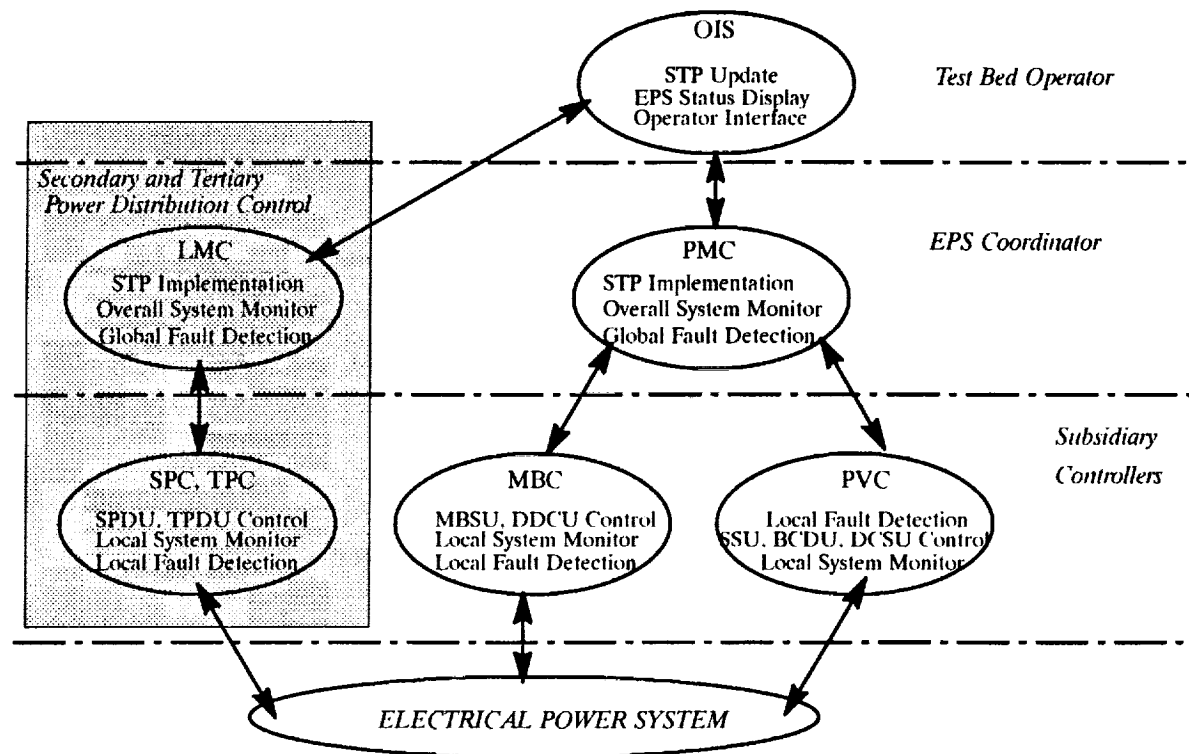 OIS
STP Update
EPS Status Display
Operator Interface
Test Bed Operator
Secondary and Tertiary
Power Distribution Control
LMC
STP Implementation
Overall System Monitor
Global Fault Detection
PMC
STP Implementation
Overall System Monitor
Global Fault Detection
EPS Coordinator
SPC, TPC
SPDU, TPDU Control
Local System Monitor
Local Fault Detection
MBC
MBSU, DDCU Control
Local System Monitor
Local Fault Detection
PVC
Local Fault Detection
SSU, BCDU, DCSU Control
Local System Monitor
Subsidiary
Controllers
ELECTRICAL POWER SYSTEM